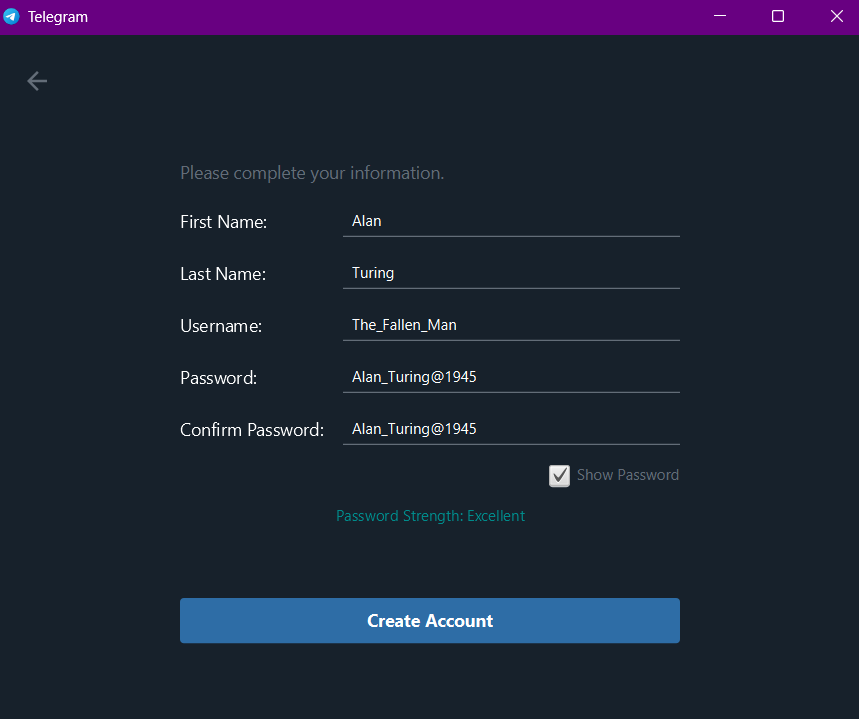 Telegram
Please complete your information.
First Name: Alan
Last Name: Turing
Username: The_Fallen_Man
Password: Alan_Turing@1945
Confirm Password: Alan_Turing@1945
Show Password
Password Strength: Excellent
Create Account